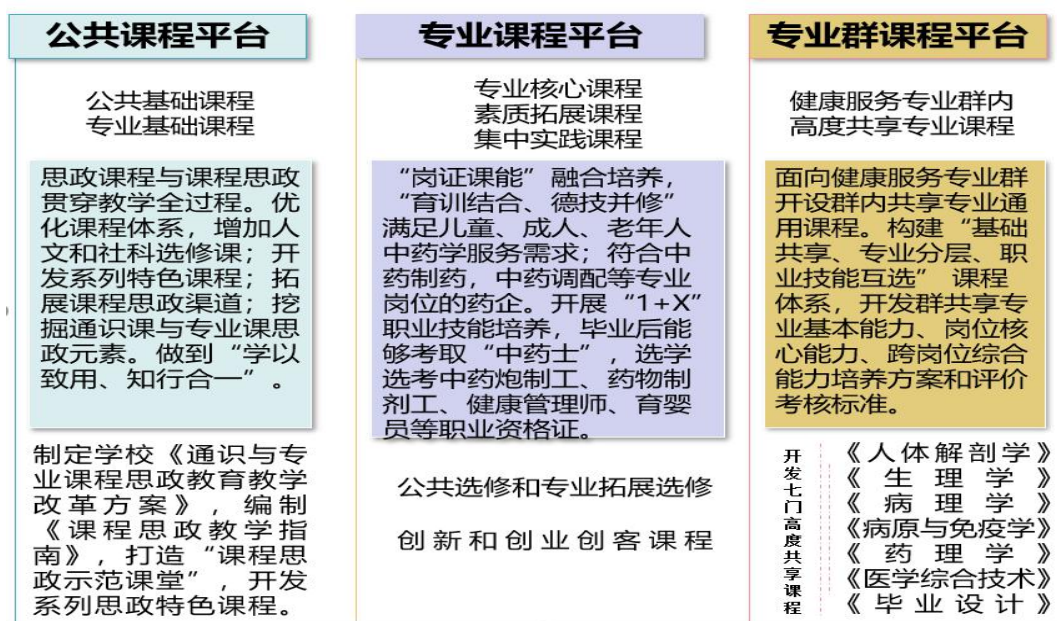 公共课程平台
公共基础课程
专业基础课程
思政课程与课程思政
贯穿教学全过程。优
化课程体系，增加人
文和社科选修课；开
发系列特色课程；拓
展课程思政渠道；挖
掘通识课与专业课思
政元素。做到“学以
致用、知行合一”。
制定学校《通识与专
业课程思政教育教学
改革方案》，编制
《课程思政教学指
南》，打造“课程思
政示范课堂”，开发
系列思政特色课程。
专业课程平台
专业核心课程
素质拓展课程
集中实践课程
“岗证课能”融合培养，
“育训结合、德技并修”
满足儿童、成人、老年人
中药学服务需求；符合中
药制药，中药调配等专业
岗位的药企。开展“1+X”
职业技能培养，毕业后能
够考取“中药士”，选学
选考中药炮制工、药物制
剂工、健康管理师、育婴
员等职业资格证。
公共选修和专业拓展选修
创新和创业创客课程
专业群课程平台
健康服务专业群内
高度共享专业课程
面向健康服务专业群
开设群内共享专业通
用课程。构建“基础
共享、专业分层、职
业技能互选” 课程
体系，开发群共享专
业基本能力、岗位核
心能力、跨岗位综合
能力培养方案和评价
考核标准。
开发七门高度共享课程
《人体解剖学》
《生理学》
《病理学》
《病原与免疫学》
《药理学》
《医学综合技术》
《毕业设计》